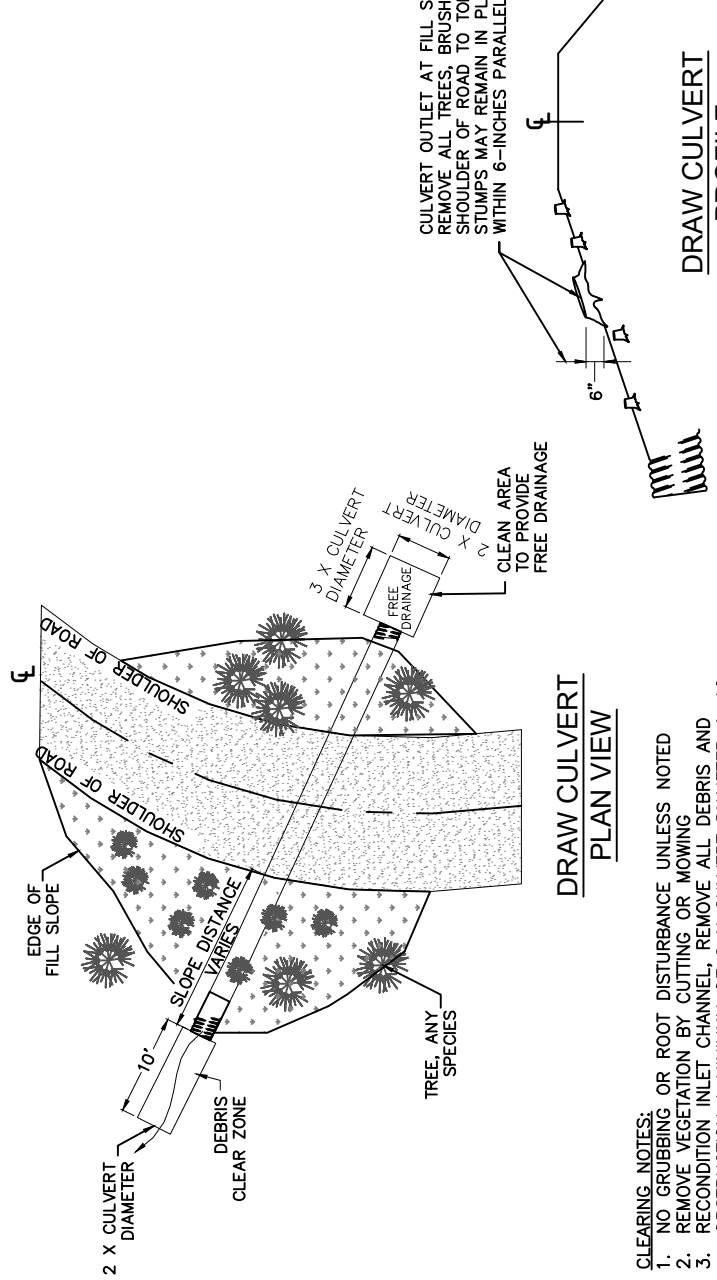 2 X CULVERT
DIAMETER
10'
DEBRIS
CLEAR ZONE
EDGE OF
FILL SLOPE
SLOPE DISTANCE
VARIES
TREE, ANY
SPECIES
SHOULDER OF ROAD
SHOULDER OF ROAD
℄
3 X CULVERT
DIAMETER
2 X CULVERT
DIAMETER
FREE
DRAINAGE
CLEAN AREA
TO PROVIDE
FREE DRAINAGE
DRAW CULVERT
PLAN VIEW
CULVERT OUTLET AT FILL S
REMOVE ALL TREES, BRUSH
SHOULDER OF ROAD TO TO
STUMPS MAY REMAIN IN PL
WITHIN 6-INCHES PARALLEL
6"
℄
DRAW CULVERT
CLEARING NOTES:
1. NO GRUBBING OR ROOT DISTURBANCE UNLESS NOTED
2. REMOVE VEGETATION BY CUTTING OR MOWING
3. RECONDITION INLET CHANNEL, REMOVE ALL DEBRIS AND